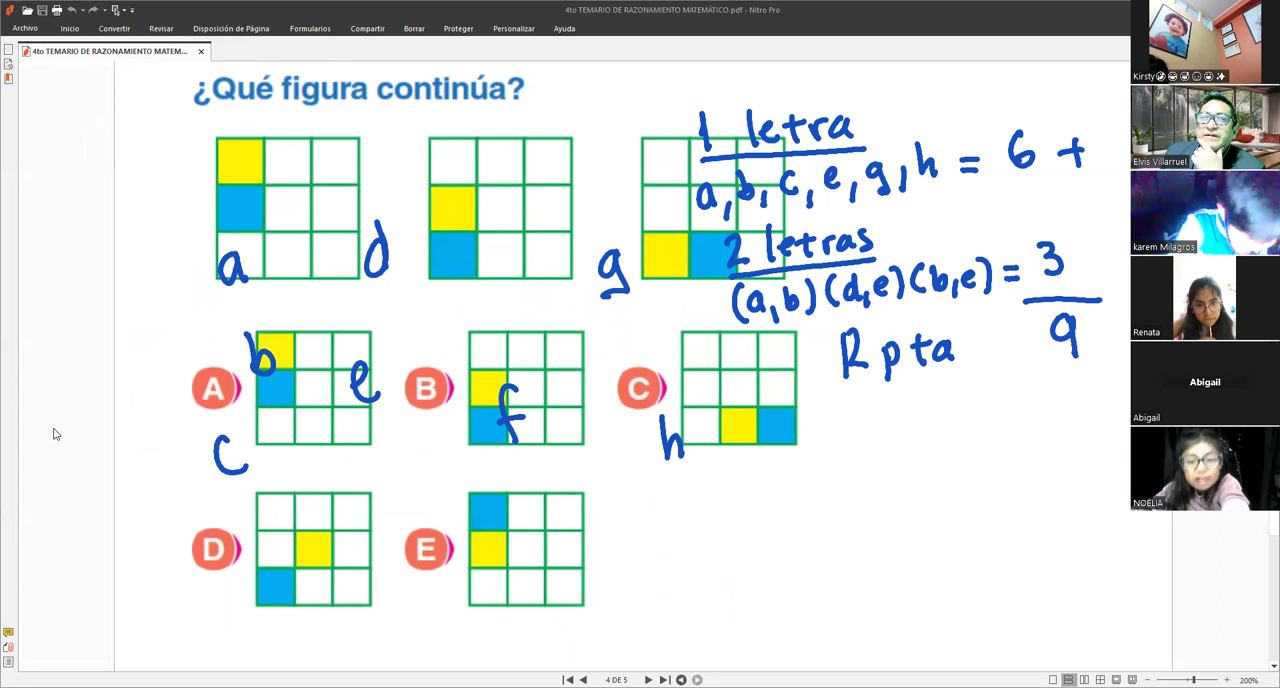 4to TEMARIO DE RAZONAMIENTO MATEMÁTICO.pdf - Nitro Pro
Archivo Inicio Convertir Revisar Disposición de Página Formularios Compartir Borrar Proteger Personalizar Ayuda
4to TEMARIO DE RAZONAMIENTO MATEM... ×
¿Qué figura continúa?
1 letra
a, b, c, e, g, h = 6 +
2 letras
(a, b) (d, e) (b, e) = 3
9
Rpta
a
d
g
A
b
e
B
f
C
h
c
D
E
Kirsty
Elvis Villarruel
karem Milagros
Renata
Abigail
Abigail
NOELIA
4 DE 5
200%